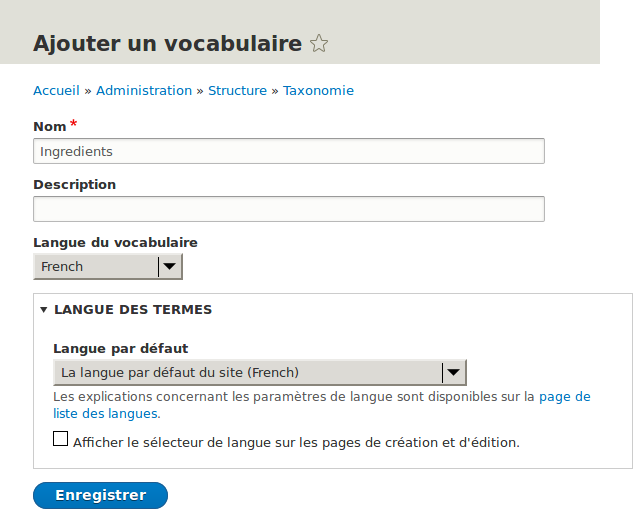 Ajouter un vocabulaire
Accueil » Administration » Structure » Taxonomie
Nom *
Ingredients
Description
Langue du vocabulaire
French
LANGUE DES TERMES
Langue par défaut
La langue par défaut du site (French)
Les explications concernant les paramètres de langue sont disponibles sur la page de
liste des langues.
Afficher le sélecteur de langue sur les pages de création et d'édition.
Enregistrer